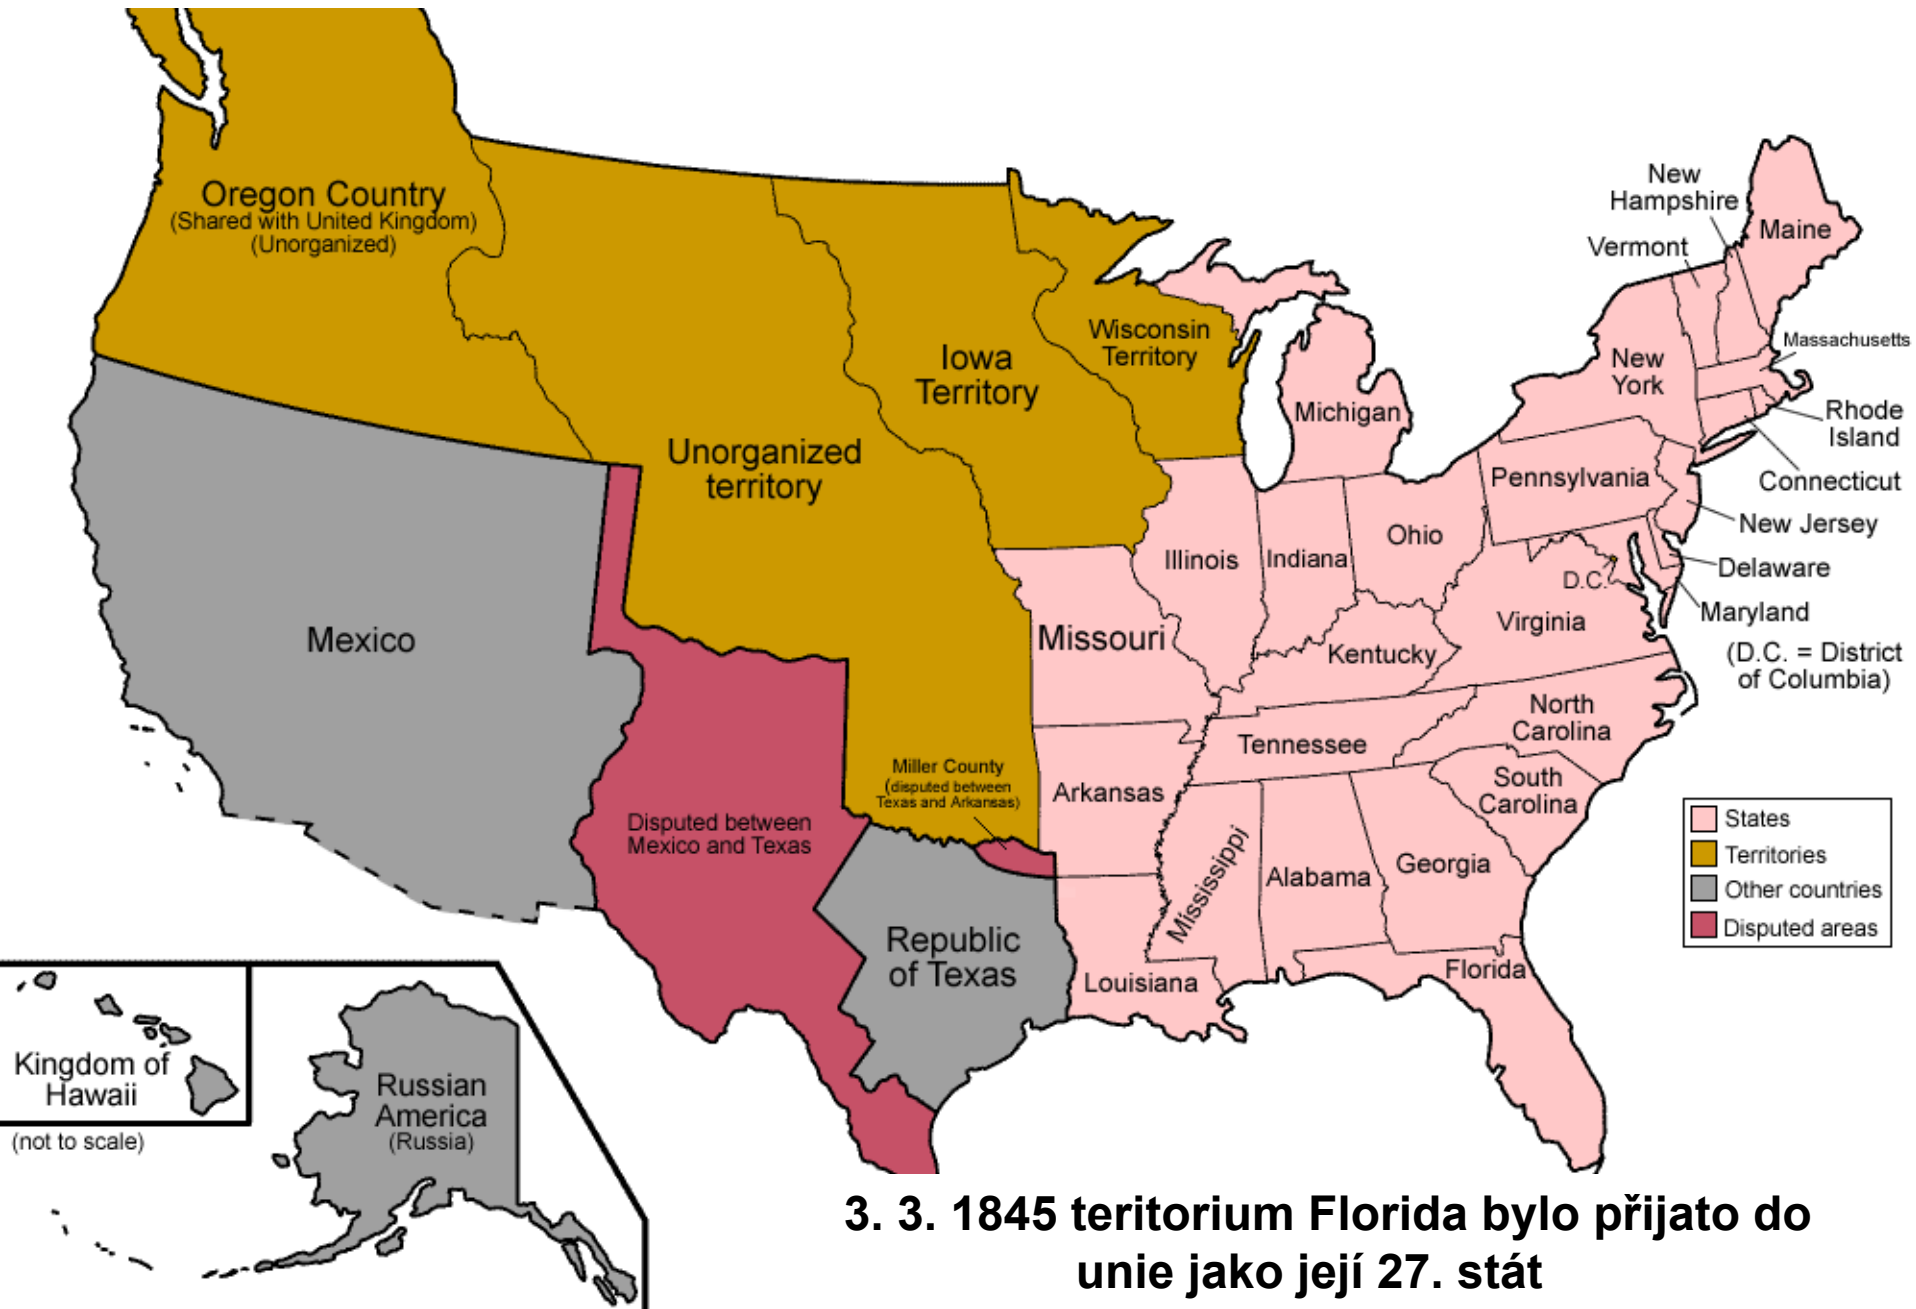 Oregon Country
(Shared with United Kingdom)
(Unorganized)
Unorganized
territory
Iowa
Territory
Wisconsin
Territory
Michigan
New
Hampshire
Vermont
Maine
Massachusetts
New
York
Rhode
Island
Connecticut
Pennsylvania
New Jersey
Delaware
Maryland
(D.C. = District
of Columbia)
D.C.
Ohio
Indiana
Illinois
Virginia
Kentucky
Missouri
Mexico
North
Carolina
Tennessee
South
Carolina
Arkansas
Miller County
(disputed between
Texas and Arkansas)
Disputed between
Mexico and Texas
Mississippi
Alabama
Georgia
Republic
of Texas
Louisiana
Florida
States
Territories
Other countries
Disputed areas
Kingdom of
Hawaii
(not to scale)
Russian
America
(Russia)
3. 3. 1845 teritorium Florida bylo přijato do
unie jako její 27. stát